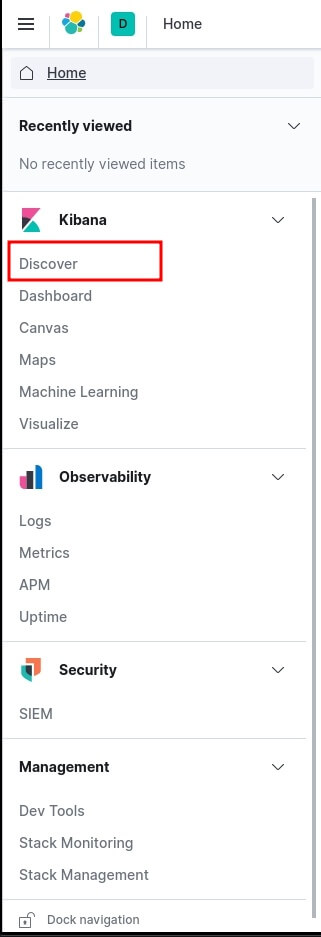 D Home
Home
Recently viewed
No recently viewed items
Kibana
Discover
Dashboard
Canvas
Maps
Machine Learning
Visualize
Observability
Logs
Metrics
APM
Uptime
Security
SIEM
Management
Dev Tools
Stack Monitoring
Stack Management
Dock navigation